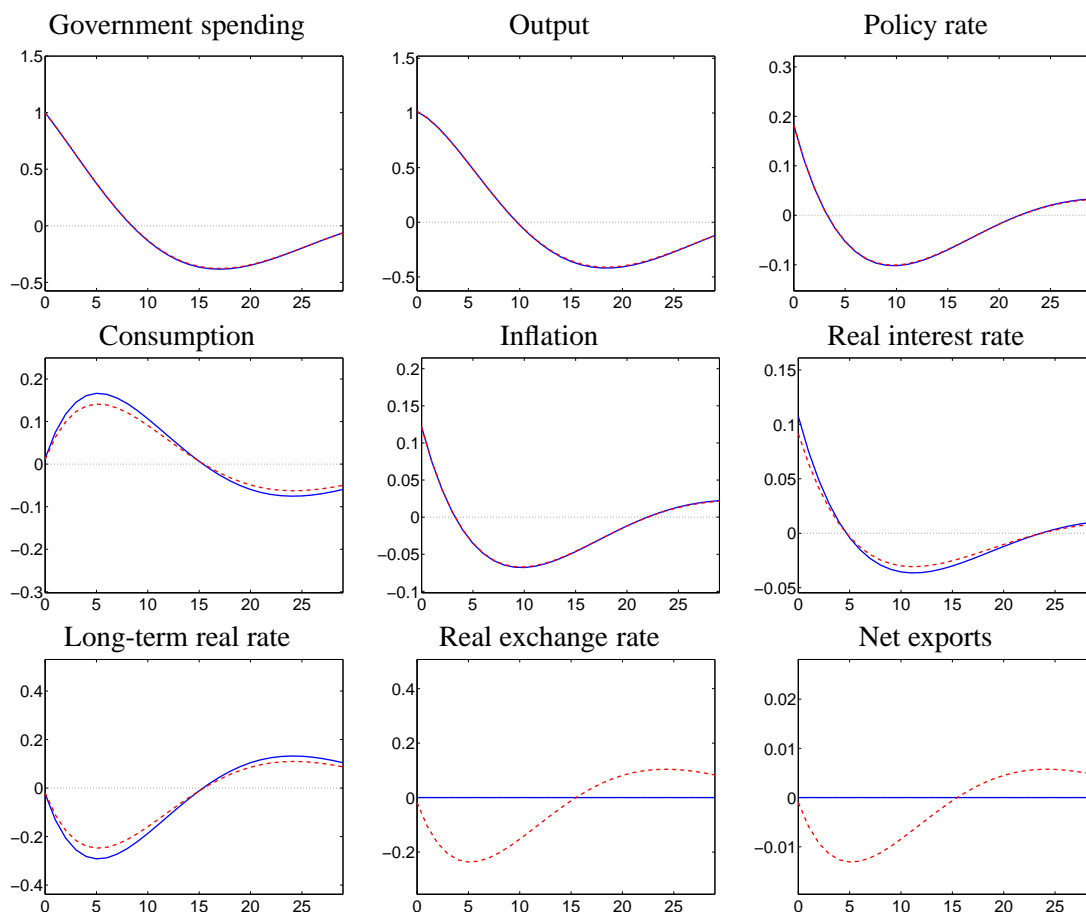 Government spending
Output
Policy rate
1.5
1
0.5
0
−0.5
0 5 10 15 20 25
1.5
1
0.5
0
−0.5
0 5 10 15 20 25
0.3
0.2
0.1
0
−0.1
0 5 10 15 20 25
Consumption
Inflation
Real interest rate
0.2
0.1
0
−0.1
−0.2
−0.3
0 5 10 15 20 25
0.2
0.15
0.1
0.05
0
−0.05
−0.1
0 5 10 15 20 25
0.15
0.1
0.05
0
−0.05
0 5 10 15 20 25
Long-term real rate
Real exchange rate
Net exports
0.4
0.2
0
−0.2
−0.4
0 5 10 15 20 25
0.4
0.2
0
−0.2
0 5 10 15 20 25
0.02
0.01
0
−0.01
0 5 10 15 20 25